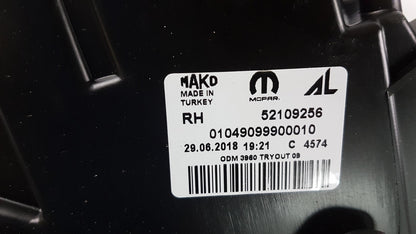 MAKO
MADE IN
TURKEY
MOPAR
AL
RH 52109256
01049099900010
29.06.2018 19:21 C 4574
ODM 3960 TRYOUT 09